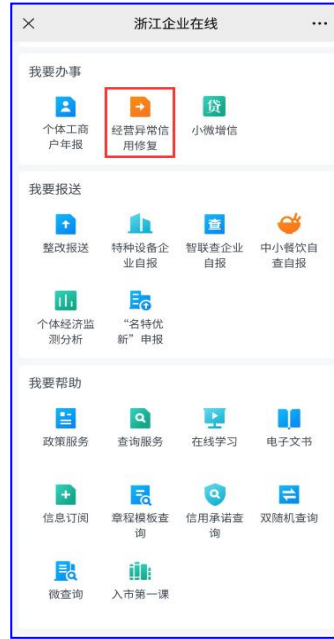 浙江企业在线
我要办事
个体工商
户年报
经营异常信
用修复
贷
小微增信
我要报送
整改报送
特种设备企
业自报
查
智联查企业
自报
中小餐饮自
查自报
个体经济监
测分析
“名特优
新”申报
我要帮助
政策服务
查询服务
在线学习
电子文书
信息订阅
章程模板查
询
信用承诺查
询
双随机查询
微查询
入市第一课